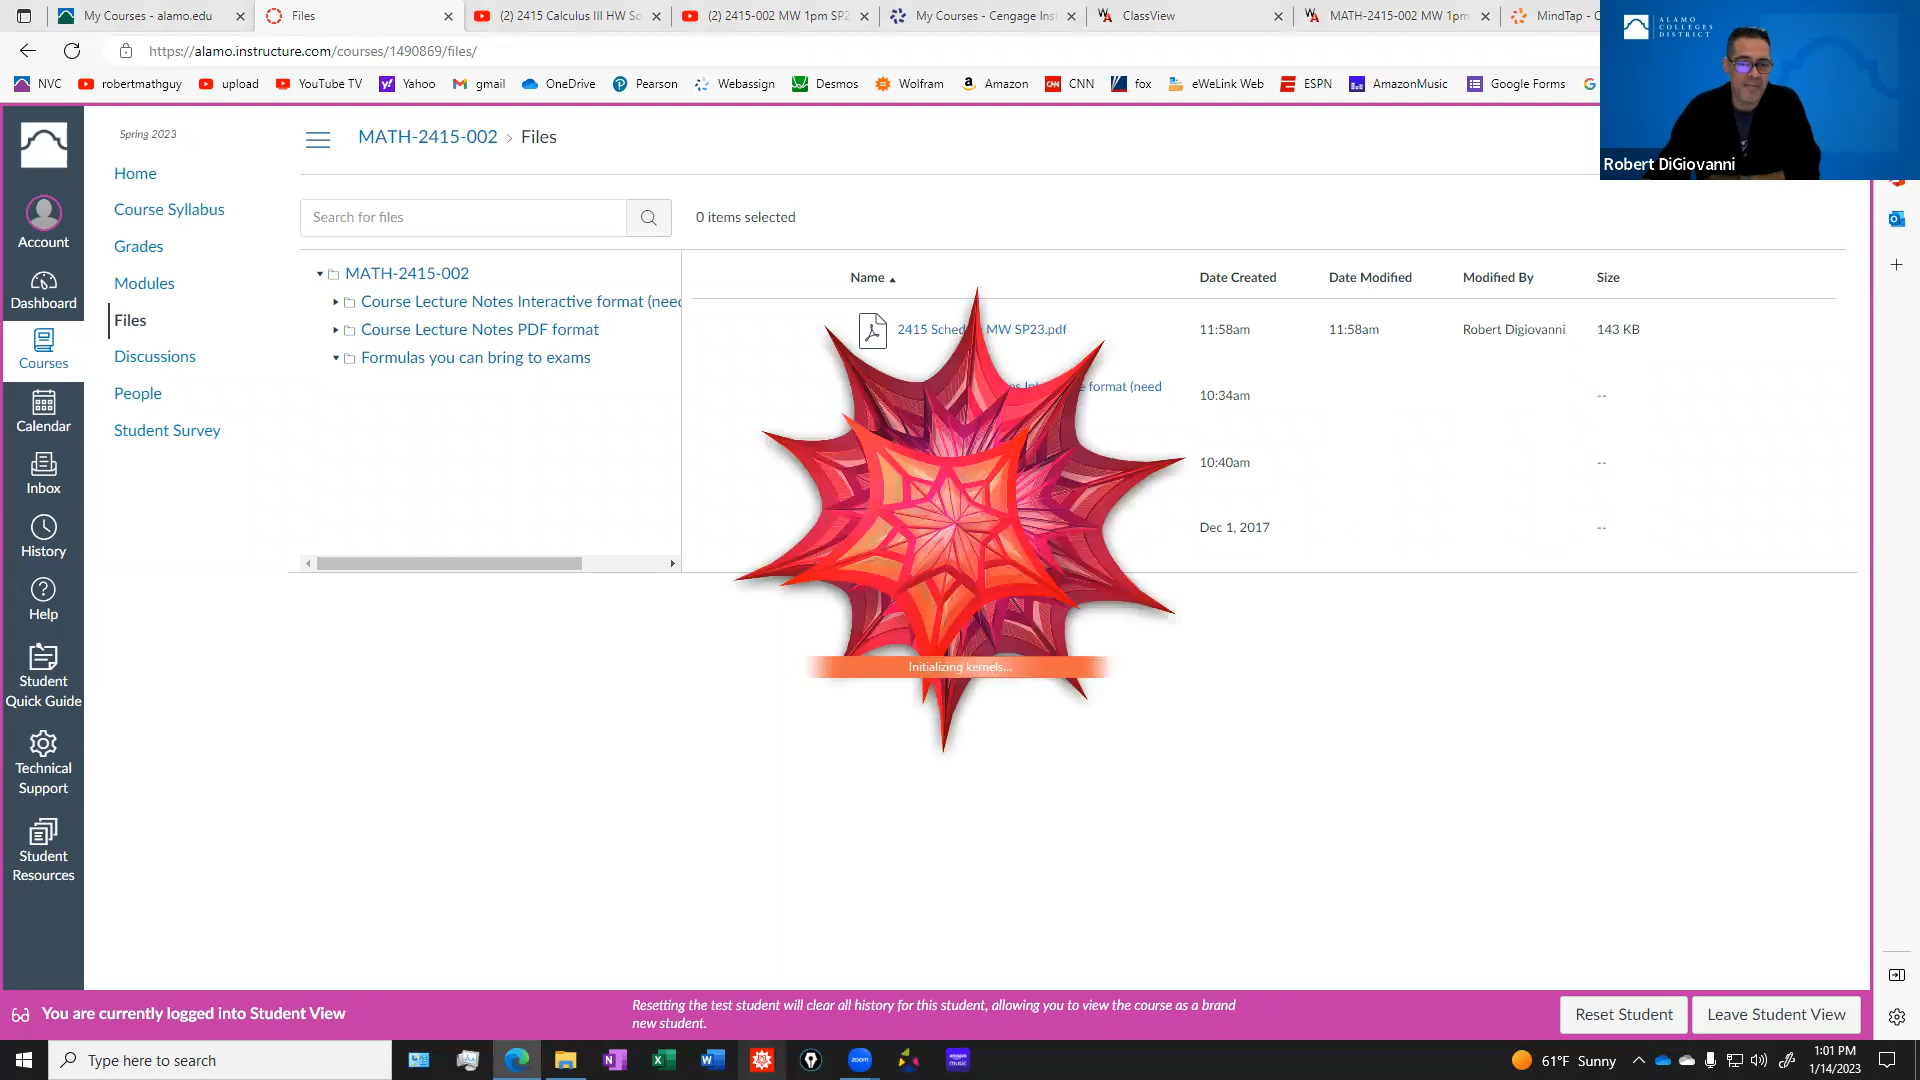 My Courses - alamo.edu
Files
(2) 2415 Calculus III HW So
(2) 2415-002 MW 1pm SP2
My Courses - Cengage Inst
ClassView
MATH-2415-002 MW 1pm
MindTap - C
https://alamo.instructure.com/courses/1490869/files/
NVC
robertmathguy
upload
YouTube TV
Yahoo
gmail
OneDrive
Pearson
Webassign
Desmos
Wolfram
Amazon
CNN
fox
eWeLink Web
ESPN
AmazonMusic
Google Forms
ALAMO
COLLEGES
DISTRICT
Robert DiGiovanni
Account
Dashboard
Courses
Calendar
Inbox
History
Help
Student
Quick Guide
Technical
Support
Student
Resources
Spring 2023
Home
Course Syllabus
Grades
Modules
Files
Discussions
People
Student Survey
MATH-2415-002 › Files
Search for files
0 items selected
MATH-2415-002
Course Lecture Notes Interactive format (need
Course Lecture Notes PDF format
Formulas you can bring to exams
Name
Date Created
Date Modified
Modified By
Size
2415 Sched MW SP23.pdf
11:58am
11:58am
Robert Digiovanni
143 KB
format (need
10:34am
--
10:40am
--
Dec 1, 2017
--
Initializing kernels...
You are currently logged into Student View
Resetting the test student will clear all history for this student, allowing you to view the course as a brand
new student.
Reset Student
Leave Student View
Type here to search
61°F Sunny
1:01 PM
1/14/2023